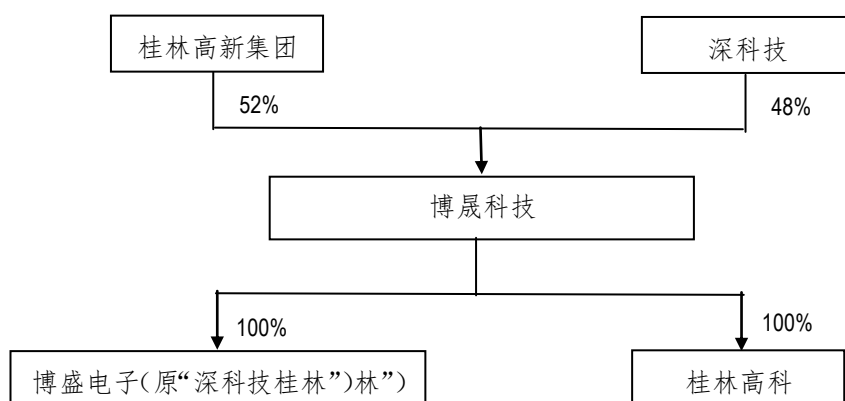 桂林高新集团
深科技
52%
48%
博晟科技
100%
100%
博盛电子(原“深科技桂林”)林”)
桂林高科